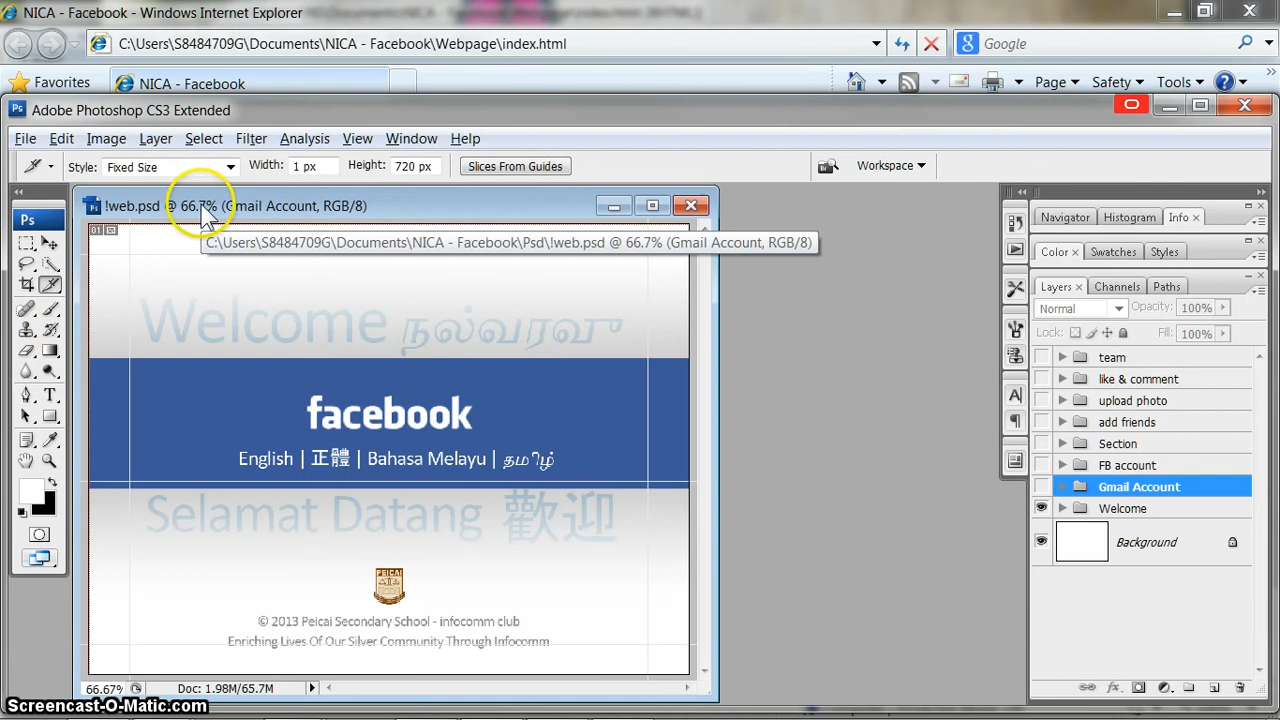 NICA - Facebook - Windows Internet Explorer
C:\Users\S8484709G\Documents\NICA - Facebook\Webpage\index.html
Google
Favorites
NICA - Facebook
Page
Safety
Tools
Ps
Adobe Photoshop CS3 Extended
File Edit Image Layer Select Filter Analysis View Window Help
Style: Fixed Size Width: 1 px Height: 720 px Slices From Guides Workspace
Ps
!web.psd @ 66.7% (Gmail Account, RGB/8)
C:\Users\S8484709G\Documents\NICA - Facebook\Psd\!web.psd @ 66.7% (Gmail Account, RGB/8)
01
Welcome நல்வரவு
facebook
English | 正體 | Bahasa Melayu | தமிழ்
Selamat Datang 歡迎
PEICAI
© 2013 Peicai Secondary School - infocomm club
Enriching Lives Of Our Silver Community Through Infocomm
66.67% Doc: 1.98M/65.7M
Navigator Histogram Info x
Color x Swatches Styles
Layers x Channels Paths
Normal Opacity: 100%
Lock: Fill: 100%
team
like & comment
upload photo
add friends
Section
FB account
Gmail Account
Welcome
Background
Screencast-O-Matic.com